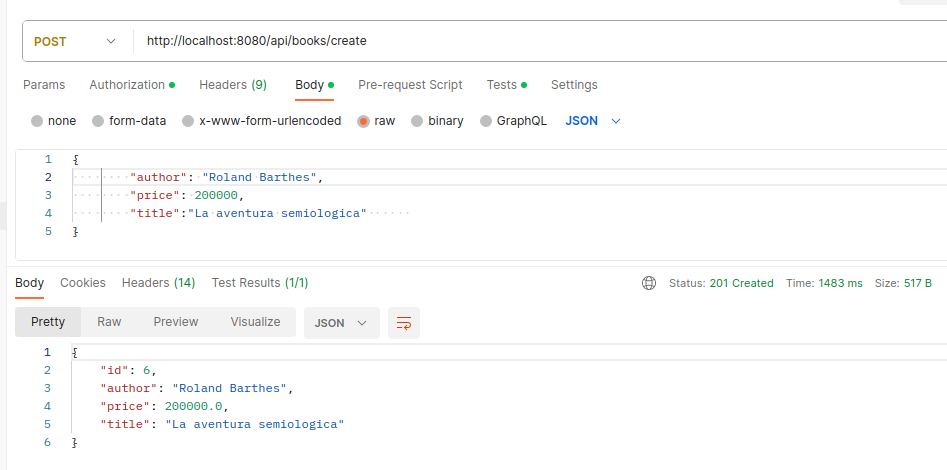 POST http://localhost:8080/api/books/create
Params Authorization Headers (9) Body Pre-request Script Tests Settings
none form-data x-www-form-urlencoded raw binary GraphQL JSON
1 {
2 "author": "Roland Barthes",
3 "price": 200000,
4 "title":"La aventura semiologica"
5 }
Body Cookies Headers (14) Test Results (1/1) Status: 201 Created Time: 1483 ms Size: 517 B
Pretty Raw Preview Visualize JSON
1 {
2 "id": 6,
3 "author": "Roland Barthes",
4 "price": 200000.0,
5 "title": "La aventura semiologica"
6 }